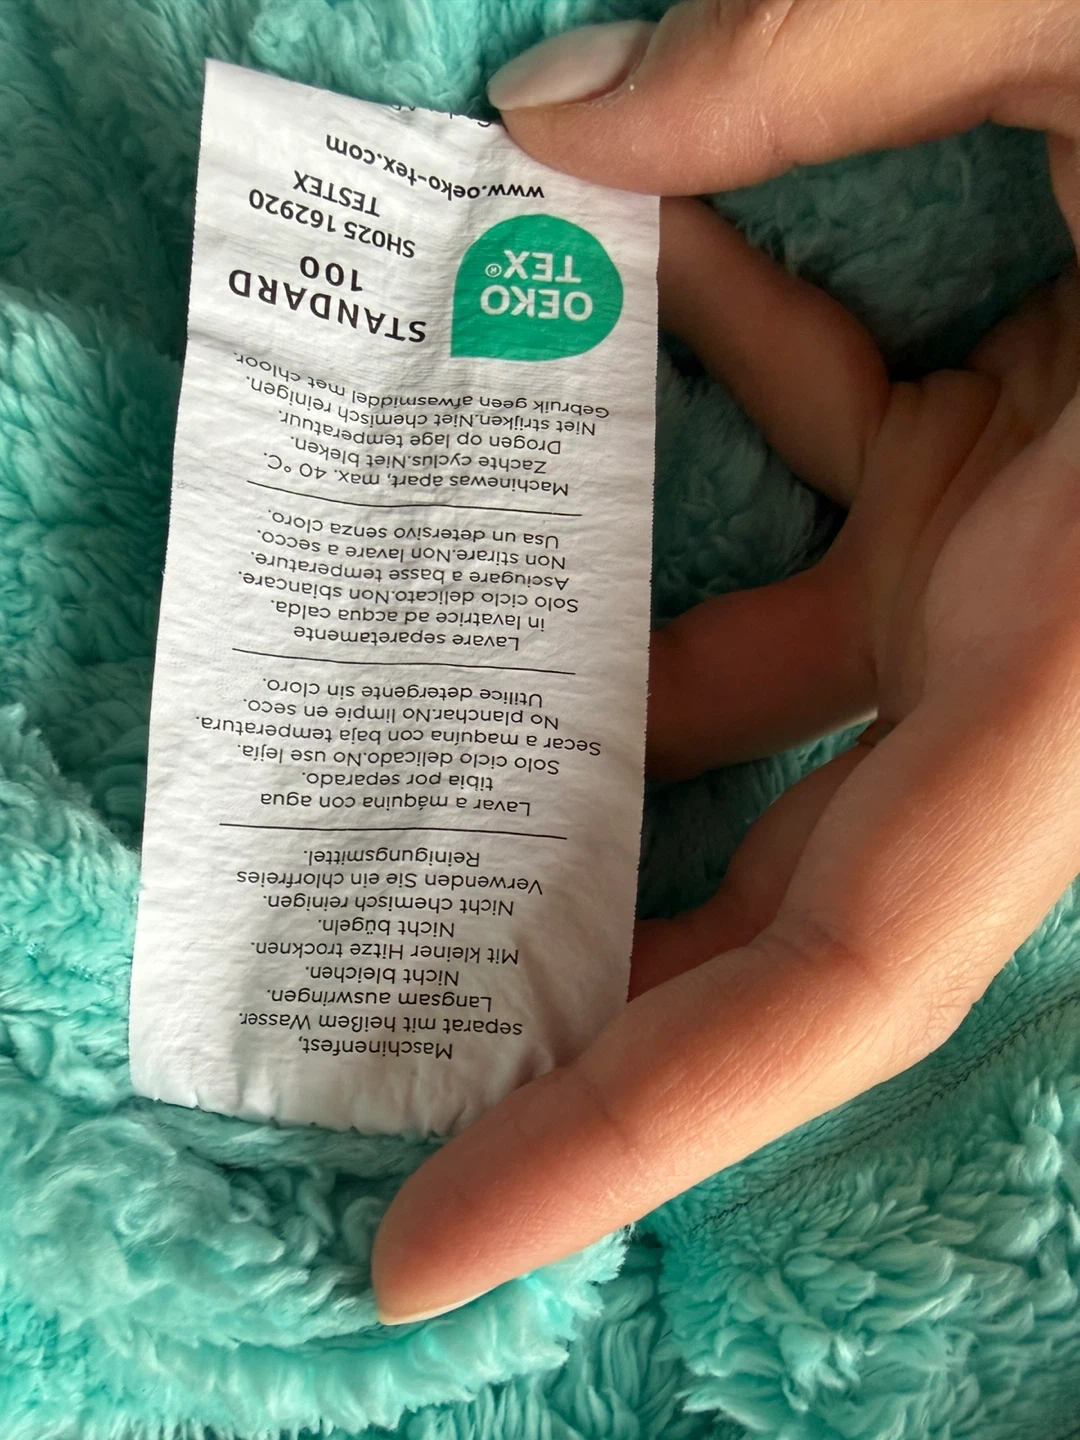 Maschinenfest,
separat mit heißem Wasser.
Langsam auswringen.
Nicht bleichen.
Mit kleiner Hitze trocknen.
Nicht bügeln.
Nicht chemisch reinigen.
Verwenden Sie ein chlorfreies
Reinigungsmittel.
Lavar a máquina con agua
tibia por separado.
Solo ciclo delicado.No use lejía.
Secar a maquína con baja temperatura.
No planchar.No limpie en seco.
Utilice detergente sin cloro.
Lavare separetamente
in lavatrice ad acqua calda.
Solo ciclo delicato.Non sbiancare.
Asciugare a basse temperature.
Non stirare.Non lavare a secco.
Usa un detersivo senza cloro.
Machinewas apart, max. 40 °C.
Zachte cyclus.Niet bleken.
Drogen op lage temperatuur.
Niet strijken.Niet chemisch reinigen.
Gebruik geen afwasmiddel met chloor.
OEKO
TEX®
STANDARD
100
SH025 162920
TESTEX
www.oeko-tex.com